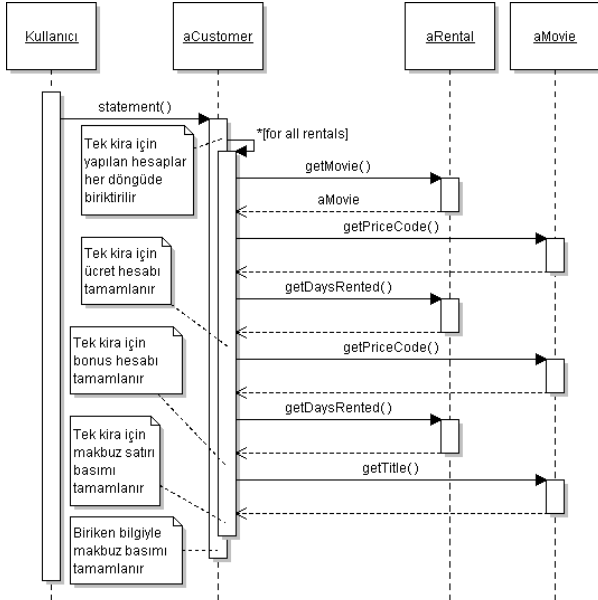 Kullanıcı
aCustomer
aRental
aMovie
statement()
*[for all rentals]
Tek kira için
yapılan hesaplar
her döngüde
biriktirilir
getMovie()
aMovie
getPriceCode()
Tek kira için
ücret hesabı
tamamlanır
getDaysRented()
Tek kira için
bonus hesabı
tamamlanır
getPriceCode()
getDaysRented()
Tek kira için
makbuz satırı
basımı
tamamlanır
getTitle()
Biriken bilgiyle
makbuz basımı
tamamlanır